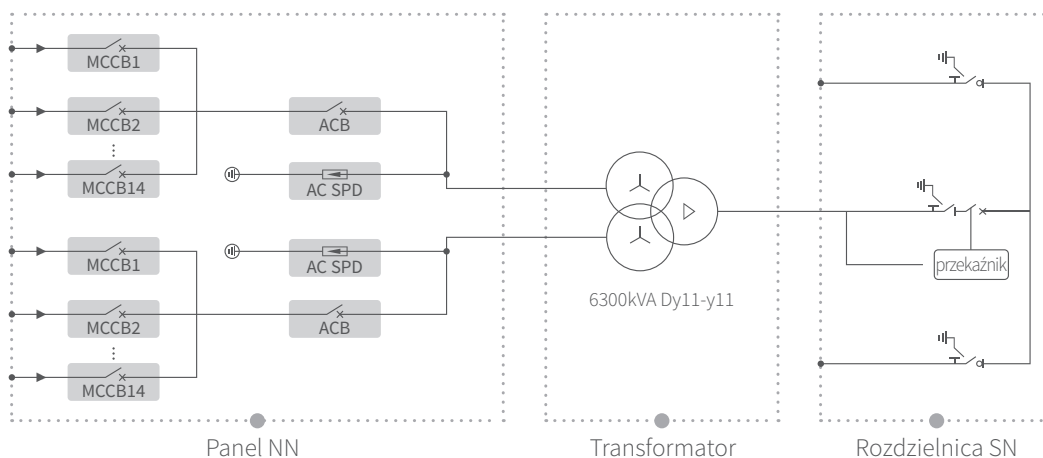 MCCB1
MCCB2
ACB
MCCB14
AC SPD
MCCB1
AC SPD
MCCB2
ACB
MCCB14
6300kVA Dy11-y11
przekaźnik
Panel NN
Transformator
Rozdzielnica SN